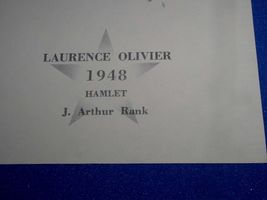 LAURENCE OLIVIER
1948
HAMLET
J. Arthur Rank